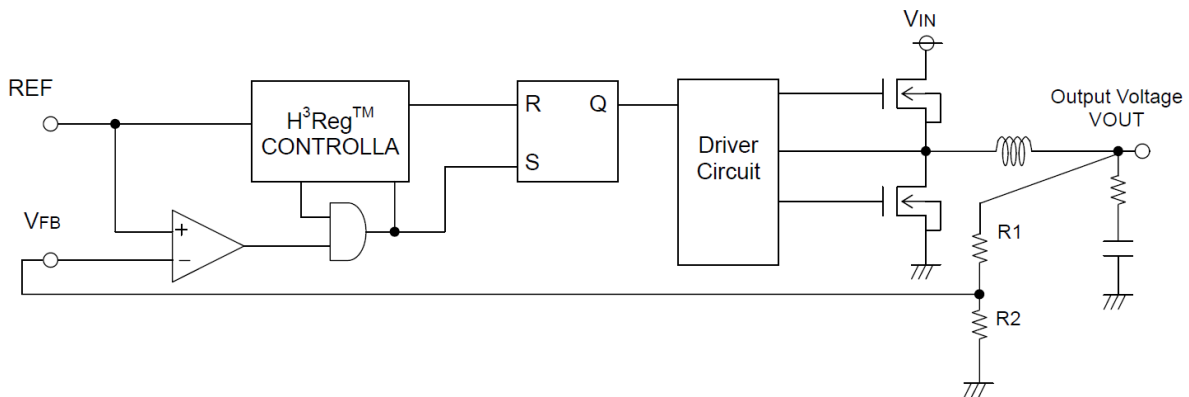 VIN
REF
H³Reg™
CONTROLLA
R
Q
S
Driver
Circuit
Output Voltage
VOUT
VFB
+
−
R1
R2